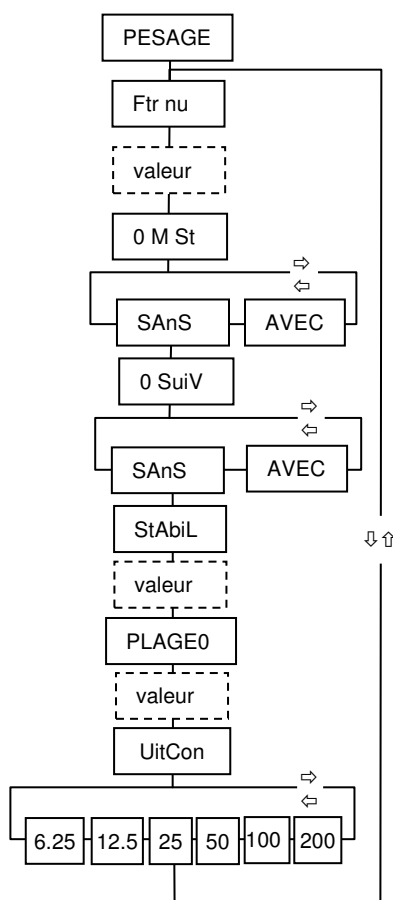 PESAGE
Ftr nu
valeur
0 M St
⇨
⇦
SAnS AVEC
0 SuiV
⇨
⇦
SAnS AVEC
StAbiL
⇩⇧
valeur
PLAGE0
valeur
UitCon
⇨
⇦
6.25 12.5 25 50 100 200